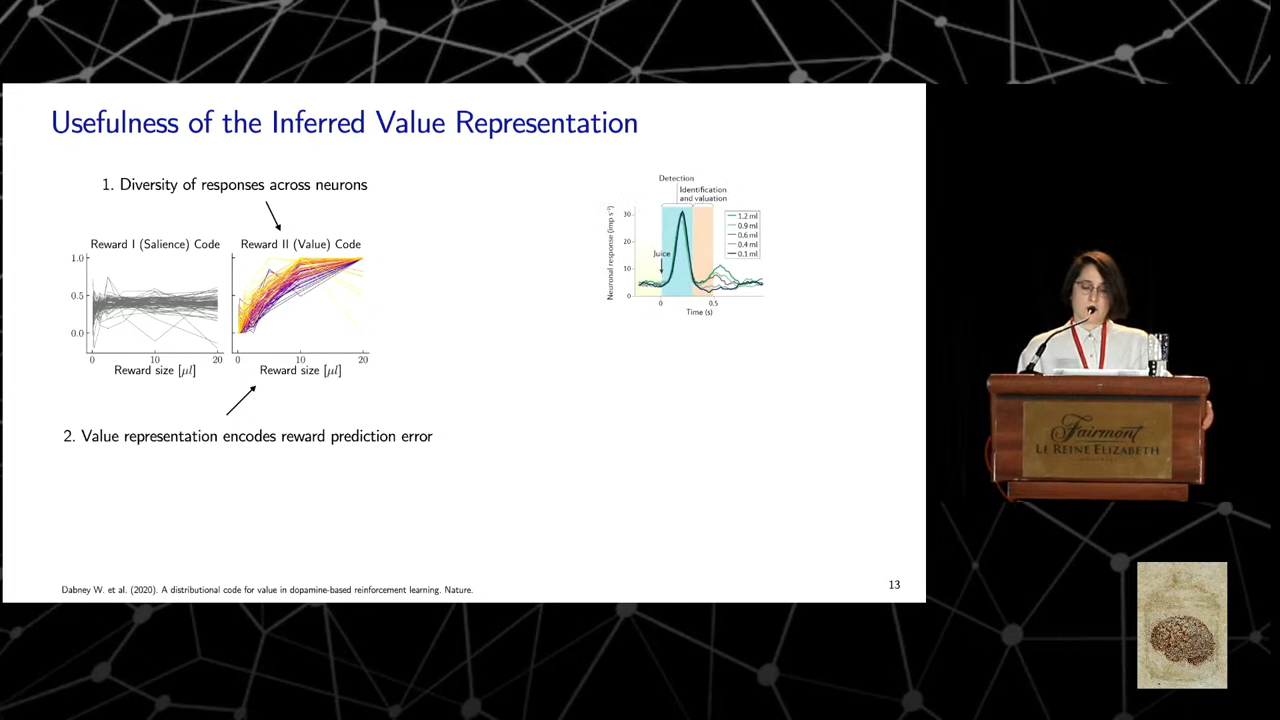 Usefulness of the Inferred Value Representation
1. Diversity of responses across neurons
Reward I (Salience) Code
Reward II (Value) Code
1.0
0.5
0.0
0
10
20
0
10
20
Reward size [μl]
Reward size [μl]
2. Value representation encodes reward prediction error
Detection
Identification
and valuation
Neuronal response (imp s⁻¹)
30
20
10
0
Juice
1.2 ml
0.9 ml
0.6 ml
0.4 ml
0.1 ml
0
0.5
Time (s)
Dabney W. et al. (2020). A distributional code for value in dopamine-based reinforcement learning. Nature.
13
Fairmont
LE REINE ELIZABETH